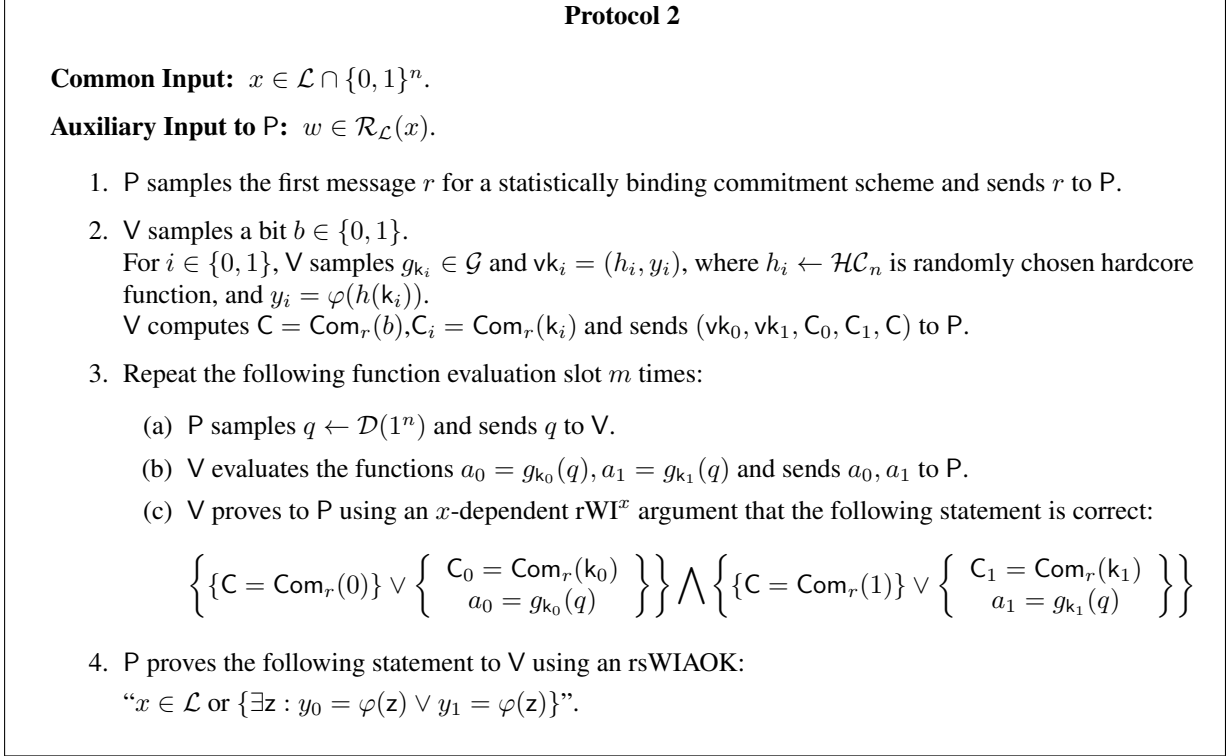 Protocol 2
Common Input: x ∈ ℒ ∩ {0, 1}ⁿ.
Auxiliary Input to P: w ∈ ℛ_ℒ(x).
1. P samples the first message r for a statistically binding commitment scheme and sends r to P.
2. V samples a bit b ∈ {0, 1}.
For i ∈ {0, 1}, V samples g_{k_i} ∈ 𝒢 and vk_i = (h_i, y_i), where h_i ← ℋ𝒞_n is randomly chosen hardcore
function, and y_i = φ(h(k_i)).
V computes C = Com_r(b),C_i = Com_r(k_i) and sends (vk_0, vk_1, C_0, C_1, C) to P.
3. Repeat the following function evaluation slot m times:
(a) P samples q ← 𝒟(1ⁿ) and sends q to V.
(b) V evaluates the functions a_0 = g_{k_0}(q), a_1 = g_{k_1}(q) and sends a_0, a_1 to P.
(c) V proves to P using an x-dependent rWI^x argument that the following statement is correct:
{ {C = Com_r(0)} ∨ { C_0 = Com_r(k_0) a_0 = g_{k_0}(q) } } ⋀ { {C = Com_r(1)} ∨ { C_1 = Com_r(k_1) a_1 = g_{k_1}(q) } }
4. P proves the following statement to V using an rsWIAOK:
“x ∈ ℒ or {∃z : y_0 = φ(z) ∨ y_1 = φ(z)}”.